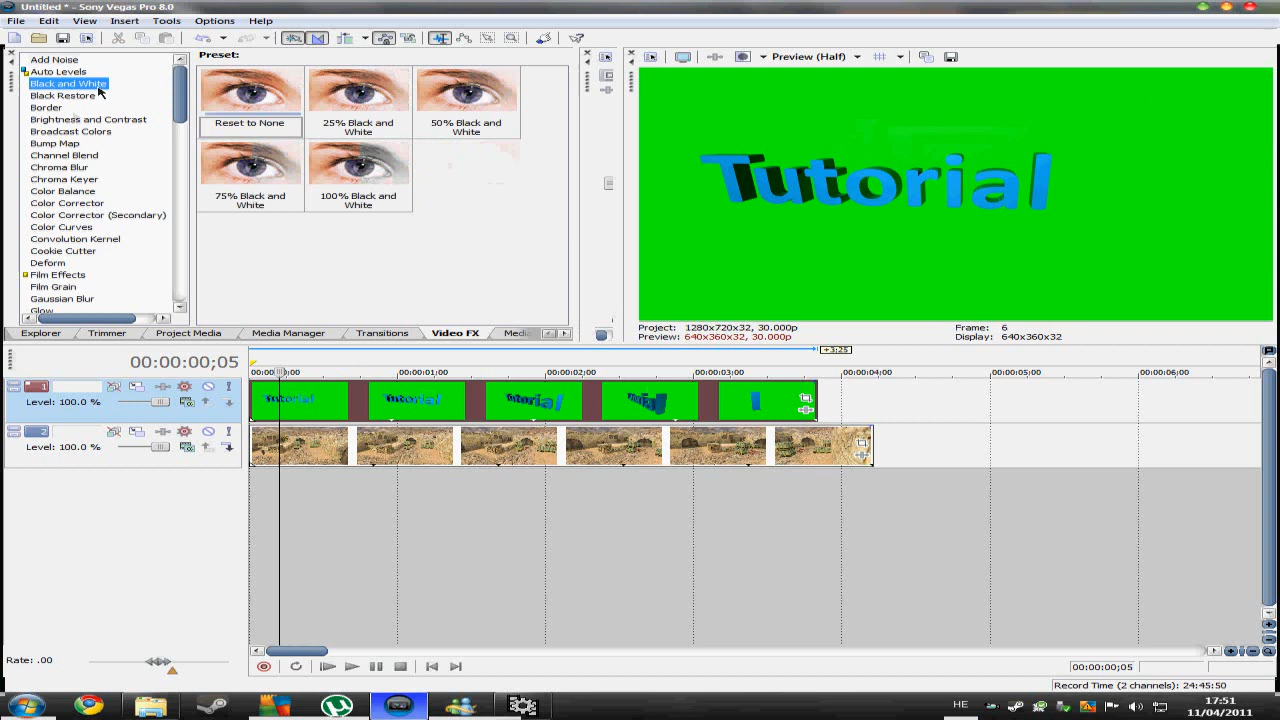 Untitled * - Sony Vegas Pro 8.0
File Edit View Insert Tools Options Help
Add Noise
Auto Levels
Black and White
Black Restore
Border
Brightness and Contrast
Broadcast Colors
Bump Map
Channel Blend
Chroma Blur
Chroma Keyer
Color Balance
Color Corrector
Color Corrector (Secondary)
Color Curves
Convolution Kernel
Cookie Cutter
Deform
Film Effects
Film Grain
Gaussian Blur
Glow
Preset:
Reset to None
25% Black and White
50% Black and White
75% Black and White
100% Black and White
Preview (Half)
Tutorial
Project: 1280x720x32, 30.000p
Frame: 6
Preview: 640x360x32, 30.000p
Display: 640x360x32
Explorer Trimmer Project Media Media Manager Transitions Video FX Media
00:00:00;05
+3;25
00:00:01;00 00:00:02;00 00:00:03;00 00:00:04;00 00:00:05;00 00:00:06;00
1
Level: 100.0 %
Tutorial Tutorial Tutorial
2
Level: 100.0 %
Rate: .00
00:00:00;05
Record Time (2 channels): 24:45:50
HE
17:51
11/04/2011